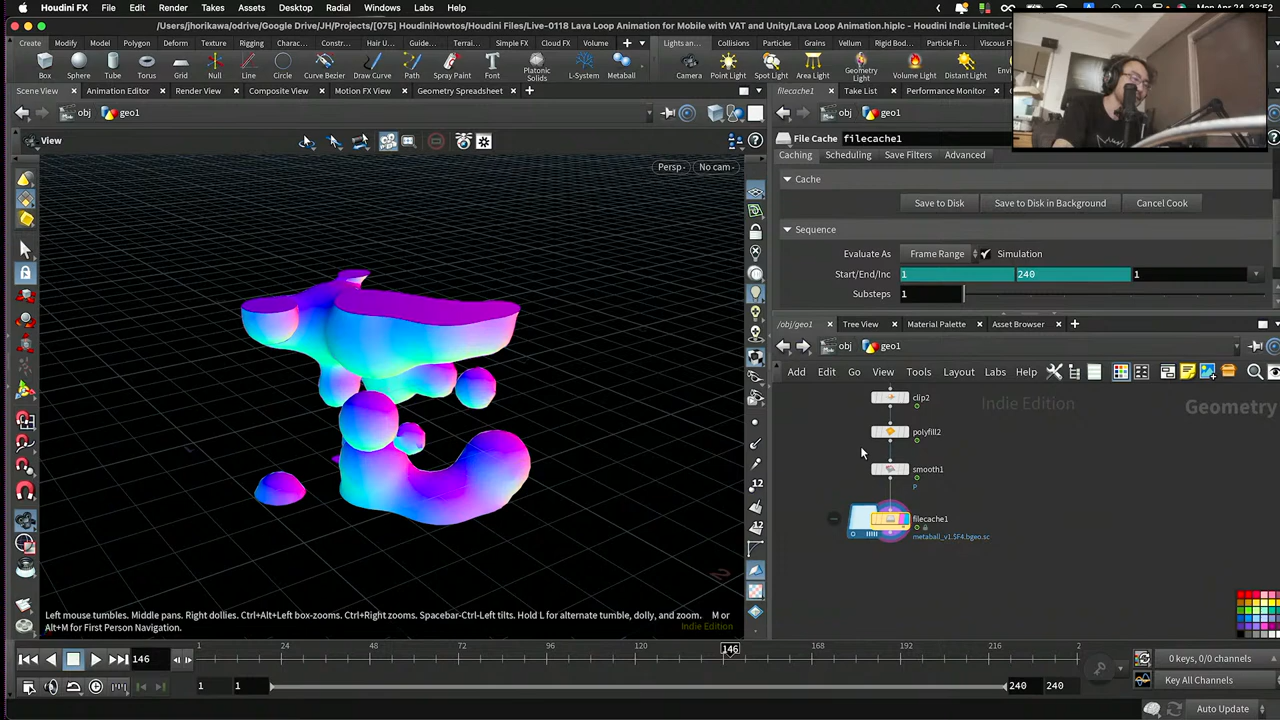 Houdini FX File Edit Render Takes Assets Desktop Radial Windows Labs Help
/Users/jhorikawa/odrive/Google Drive/JH/Projects/[075] HoudiniHowtos/Houdini Files/Live-0118 Lava Loop Animation for Mobile with VAT and Unity/Lava Loop Animation.hiplc - Houdini Indie Limited-C
Create Modify Model Polygon Deform Texture Rigging Charac... Constr... Hair U... Guide... Terrai... Simple FX Cloud FX Volume
Lights an... Collisions Particles Grains Vellum Rigid Bod... Particle Fl... Viscous Fl
Box Sphere Tube Torus Grid Null Line Circle Curve Bezier Draw Curve Path Spray Paint Font Platonic Solids L-System Metaball
Camera Point Light Spot Light Area Light Geometry Light Volume Light Distant Light Env
Scene View Animation Editor Render View Composite View Motion FX View Geometry Spreadsheet
filecache1 Take List Performance Monitor
obj geo1
obj geo1
View
File Cache filecache1
Caching Scheduling Save Filters Advanced
Persp No cam
Cache
Save to Disk Save to Disk in Background Cancel Cook
Sequence
Evaluate As Frame Range Simulation
Start/End/Inc 1 240 1
Substeps 1
/obj/geo1 Tree View Material Palette Asset Browser
obj geo1
Add Edit Go View Tools Layout Labs Help
clip2
Indie Edition
Geometry
polyfill2
smooth1
P
filecache1
metaball_v1.$F4.bgeo.sc
12
12
Left mouse tumbles. Middle pans. Right dollies. Ctrl+Alt+Left box-zooms. Ctrl+Right zooms. Spacebar-Ctrl-Left tilts. Hold L for alternate tumble, dolly, and zoom. M or
Alt+M for First Person Navigation.
Indie Edition
146 1 24 48 72 96 120 146 168 192 216 2
0 keys, 0/0 channels
1 1 240 240
Key All Channels
Auto Update